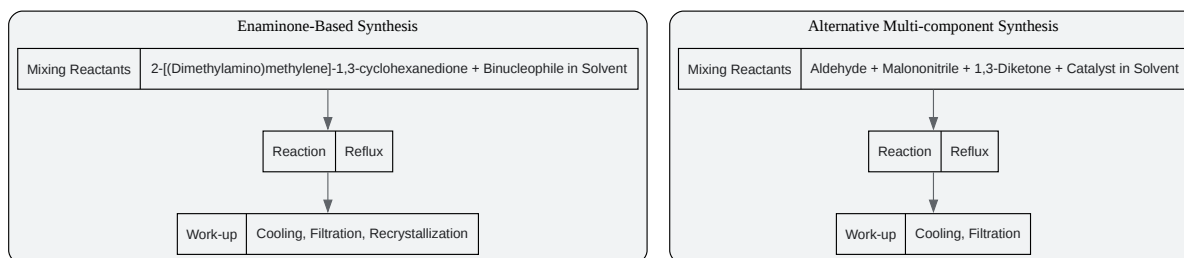 Enaminone-Based Synthesis
Mixing Reactants 2-[(Dimethylamino)methylene]-1,3-cyclohexanedione + Binucleophile in Solvent
Reaction Reflux
Work-up Cooling, Filtration, Recrystallization
Alternative Multi-component Synthesis
Mixing Reactants Aldehyde + Malononitrile + 1,3-Diketone + Catalyst in Solvent
Reaction Reflux
Work-up Cooling, Filtration